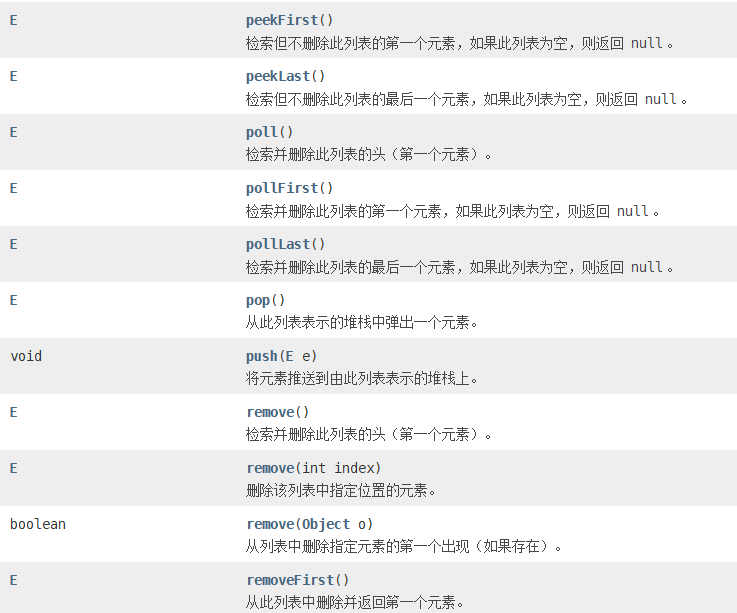 E peekFirst()
检索但不删除此列表的第一个元素，如果此列表为空，则返回 null 。
E peekLast()
检索但不删除此列表的最后一个元素，如果此列表为空，则返回 null 。
E poll()
检索并删除此列表的头（第一个元素）。
E pollFirst()
检索并删除此列表的第一个元素，如果此列表为空，则返回 null 。
E pollLast()
检索并删除此列表的最后一个元素，如果此列表为空，则返回 null 。
E pop()
从此列表表示的堆栈中弹出一个元素。
void push(E e)
将元素推送到由此列表表示的堆栈上。
E remove()
检索并删除此列表的头（第一个元素）。
E remove(int index)
删除该列表中指定位置的元素。
boolean remove(Object o)
从列表中删除指定元素的第一个出现（如果存在）。
E removeFirst()
从此列表中删除并返回第一个元素。